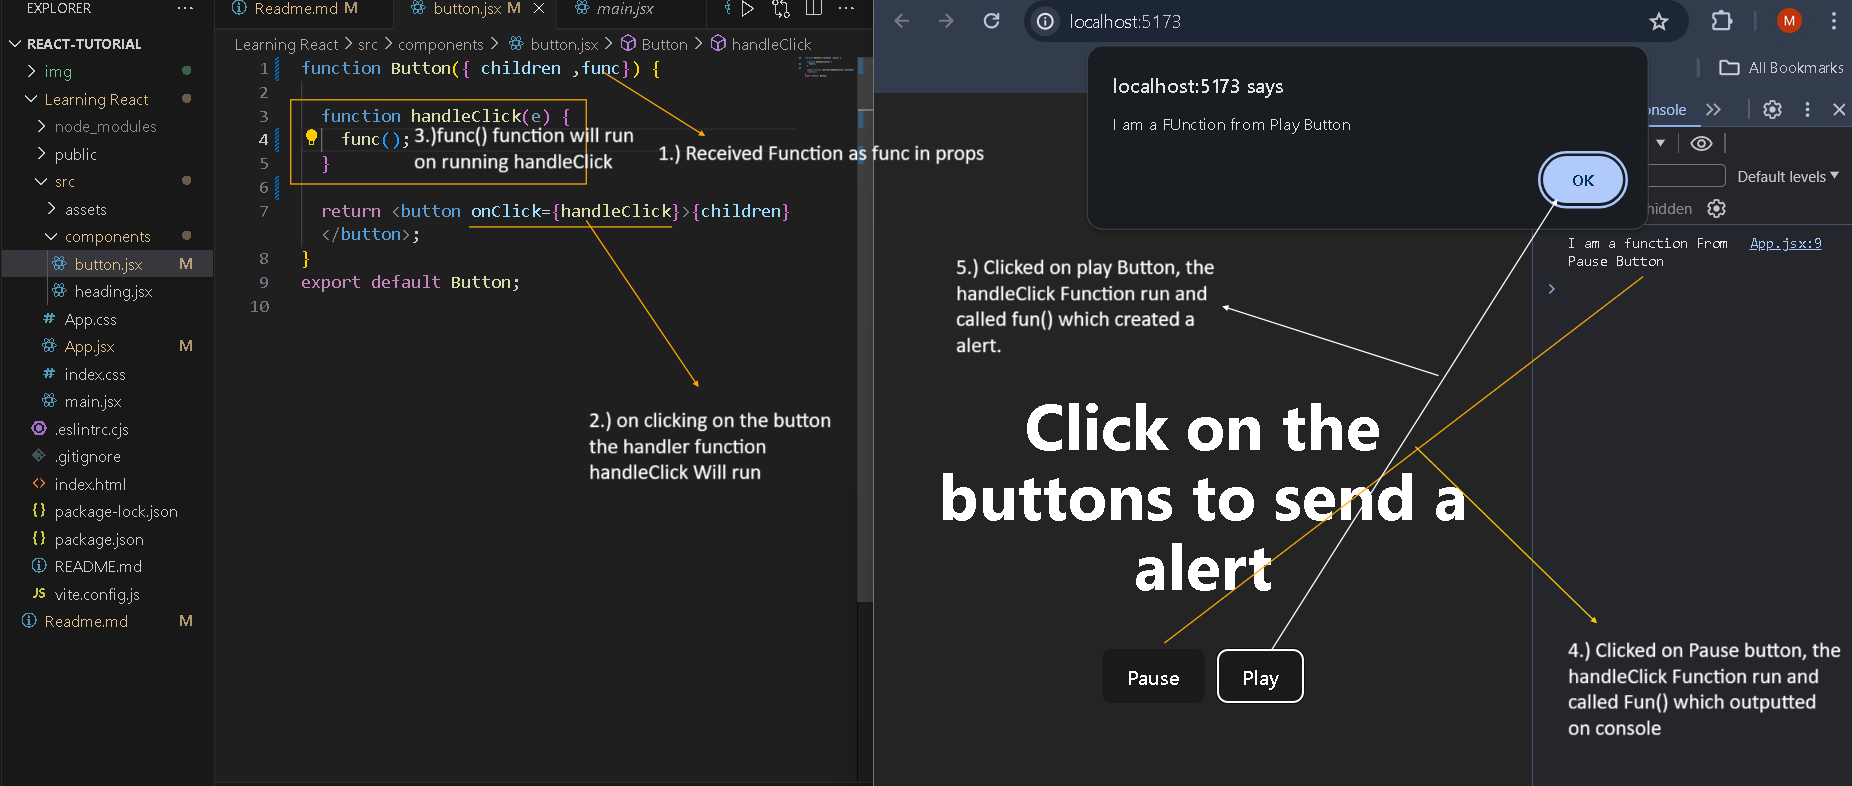 EXPLORER
REACT-TUTORIAL
img
Learning React
node_modules
public
src
assets
components
button.jsx M
heading.jsx
App.css
App.jsx M
index.css
main.jsx
.eslintrc.cjs
.gitignore
index.html
package-lock.json
package.json
README.md
vite.config.js
Readme.md M
Readme.md M
button.jsx M
main.jsx
Learning React > src > components > button.jsx > Button > handleClick
1 function Button({ children ,func}) {
2
3 function handleClick(e) {
4 func();
5 }
6
7 return <button onClick={handleClick}>{children}
</button>;
8 }
9 export default Button;
10
3.)func() function will run
on running handleClick
1.) Received Function as func in props
2.) on clicking on the button
the handler function
handleClick Will run
localhost:5173
M
All Bookmarks
localhost:5173 says
I am a FUnction from Play Button
OK
onsole
Default levels
hidden
I am a function From App.jsx:9
Pause Button
5.) Clicked on play Button, the
handleClick Function run and
called fun() which created a
alert.
Click on the
buttons to send a
alert
Pause
Play
4.) Clicked on Pause button, the
handleClick Function run and
called Fun() which outputted
on console